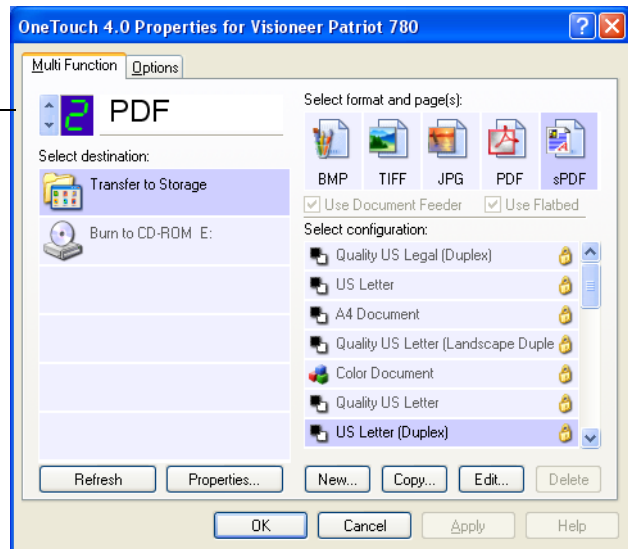 OneTouch 4.0 Properties for Visioneer Patriot 780
Multi Function
Options
2
PDF
Select destination:
Transfer to Storage
Burn to CD-ROM E:
Refresh
Properties...
Select format and page(s):
BMP
TIFF
JPG
PDF
sPDF
Use Document Feeder
Use Flatbed
Select configuration:
Quality US Legal (Duplex)
US Letter
A4 Document
Quality US Letter (Landscape Duple
Color Document
Quality US Letter
US Letter (Duplex)
New...
Copy...
Edit...
Delete
OK
Cancel
Apply
Help